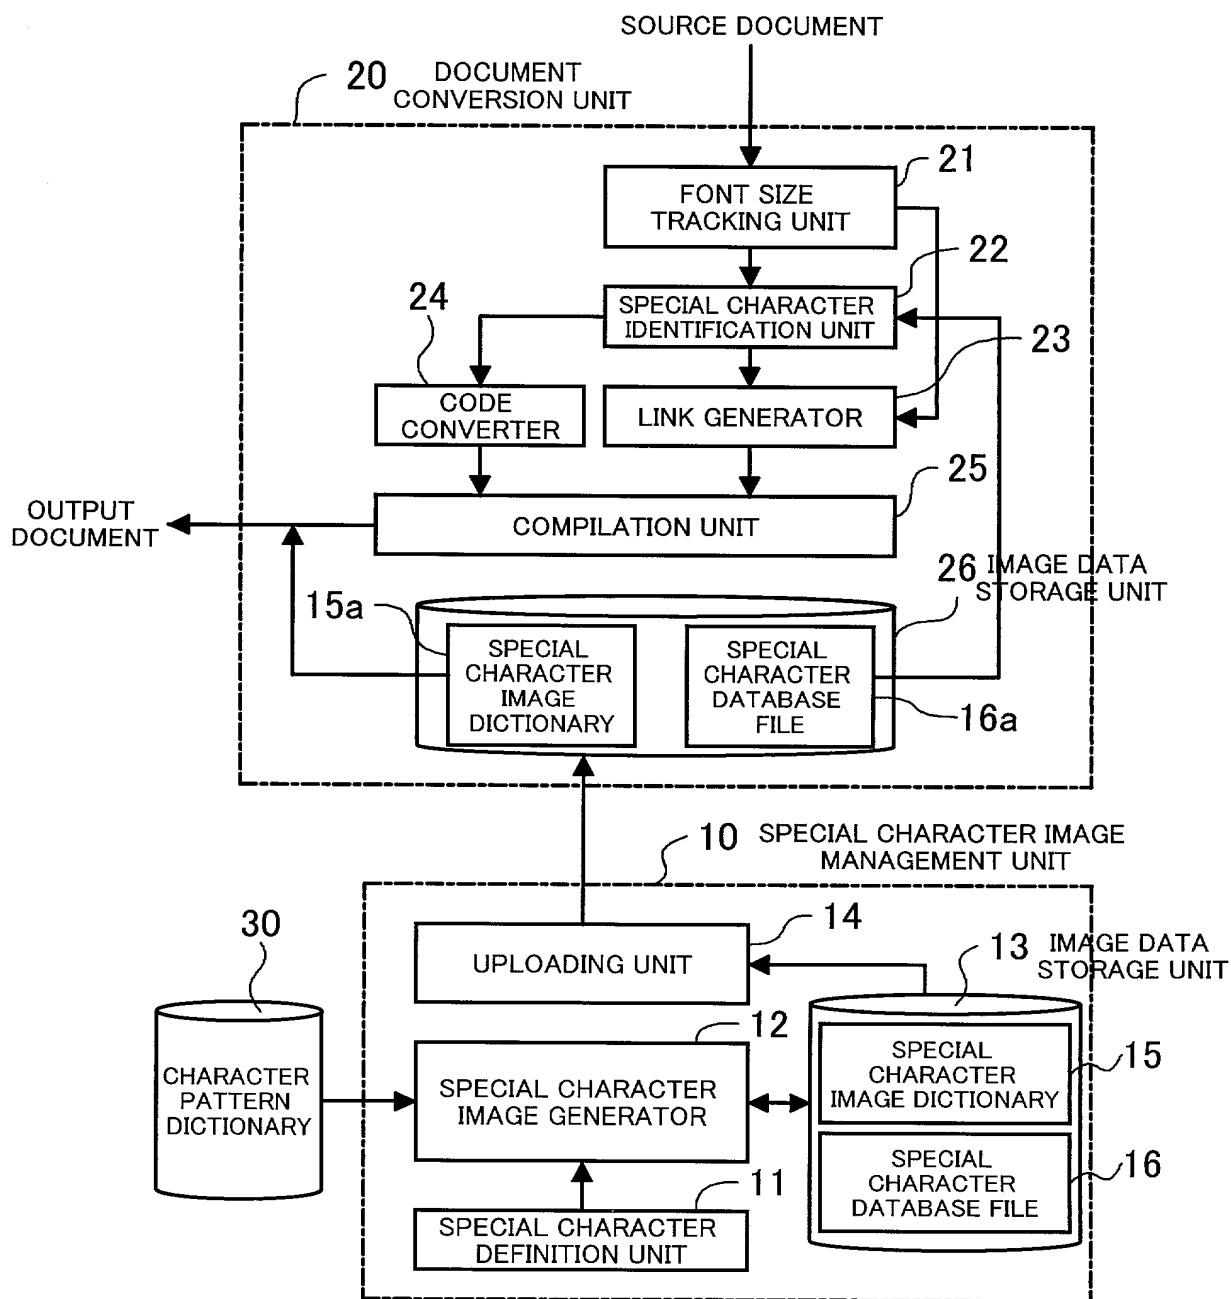 SOURCE DOCUMENT
20 DOCUMENT
CONVERSION UNIT
21
FONT SIZE
TRACKING UNIT
22
SPECIAL CHARACTER
IDENTIFICATION UNIT
24
23
CODE
CONVERTER
LINK GENERATOR
25
OUTPUT
DOCUMENT
COMPILATION UNIT
26 IMAGE DATA
STORAGE UNIT
15a
SPECIAL
CHARACTER
IMAGE
DICTIONARY
SPECIAL
CHARACTER
DATABASE
FILE
16a
10 SPECIAL CHARACTER IMAGE
MANAGEMENT UNIT
30
14
13 IMAGE DATA
STORAGE UNIT
UPLOADING UNIT
12
CHARACTER
PATTERN
DICTIONARY
SPECIAL CHARACTER
IMAGE GENERATOR
SPECIAL
CHARACTER
IMAGE DICTIONARY
15
SPECIAL
CHARACTER
DATABASE FILE
16
11
SPECIAL CHARACTER
DEFINITION UNIT